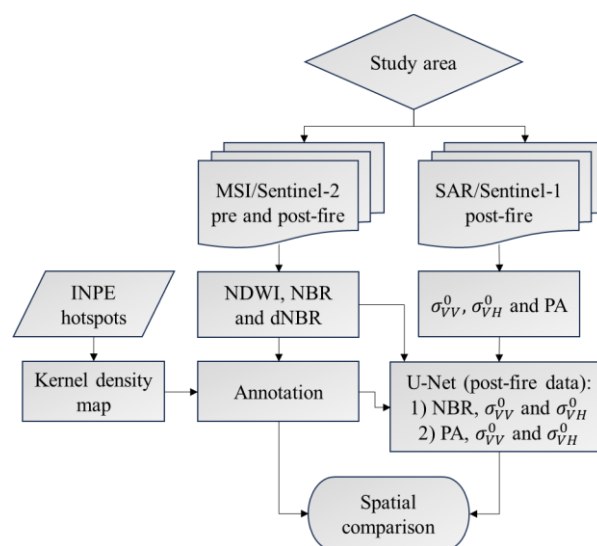 Study area
MSI/Sentinel-2
pre and post-fire
SAR/Sentinel-1
post-fire
INPE
hotspots
NDWI, NBR
and dNBR
σ⁰VV, σ⁰VH and PA
Kernel density
map
Annotation
U-Net (post-fire data):
1) NBR, σ⁰VV and σ⁰VH
2) PA, σ⁰VV and σ⁰VH
Spatial
comparison